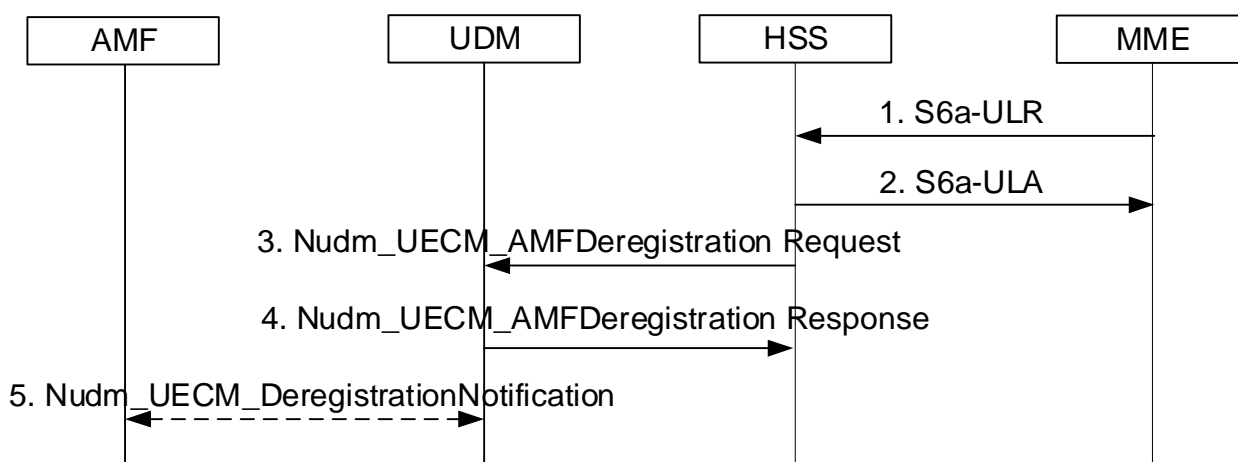 AMF
UDM
HSS
MME
1. S6a-ULR
2. S6a-ULA
3. Nudm_UECM_AMFDeregistration Request
4. Nudm_UECM_AMFDeregistration Response
5. Nudm_UECM_DeregistrationNotification